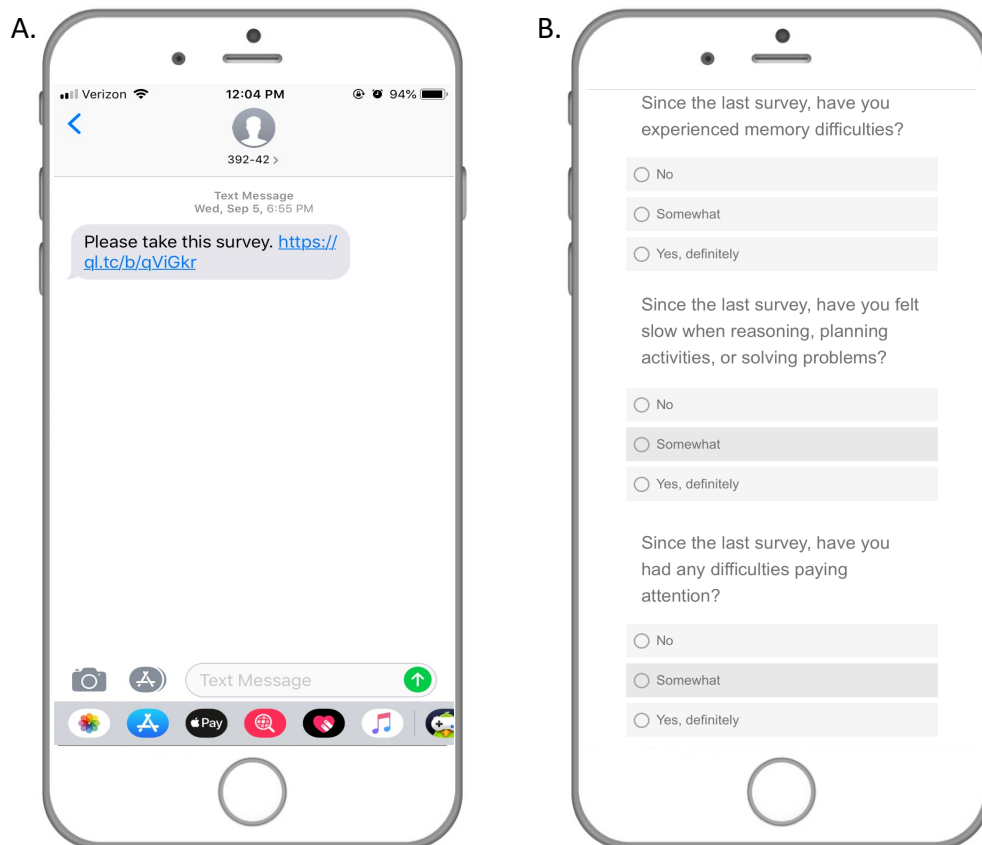 A.
Verizon 12:04 PM 94%
392-42 >
Text Message
Wed, Sep 5, 6:55 PM
Please take this survey. https://
ql.tc/b/qViGkr
Text Message
Pay
B.
Since the last survey, have you
experienced memory difficulties?
No
Somewhat
Yes, definitely
Since the last survey, have you felt
slow when reasoning, planning
activities, or solving problems?
No
Somewhat
Yes, definitely
Since the last survey, have you
had any difficulties paying
attention?
No
Somewhat
Yes, definitely